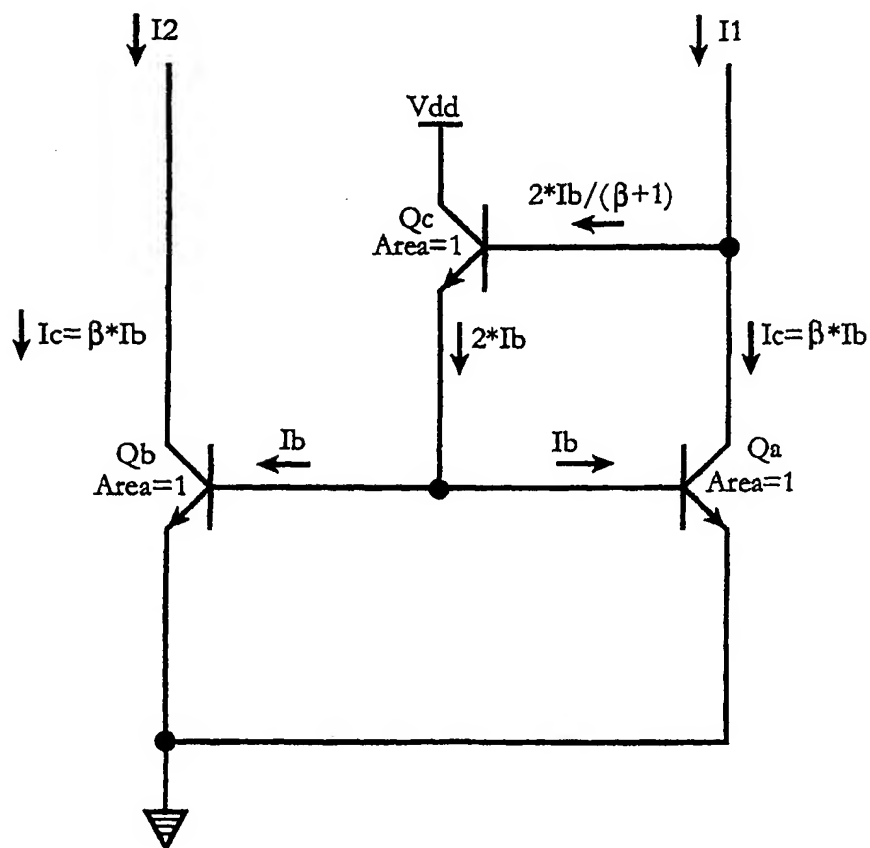 I2
I1
Vdd
2*Ib/(β+1)
Qc
Area=1
Ic=β*Ib
2*Ib
Ic=β*Ib
Qb
Area=1
Ib
Ib
Qa
Area=1